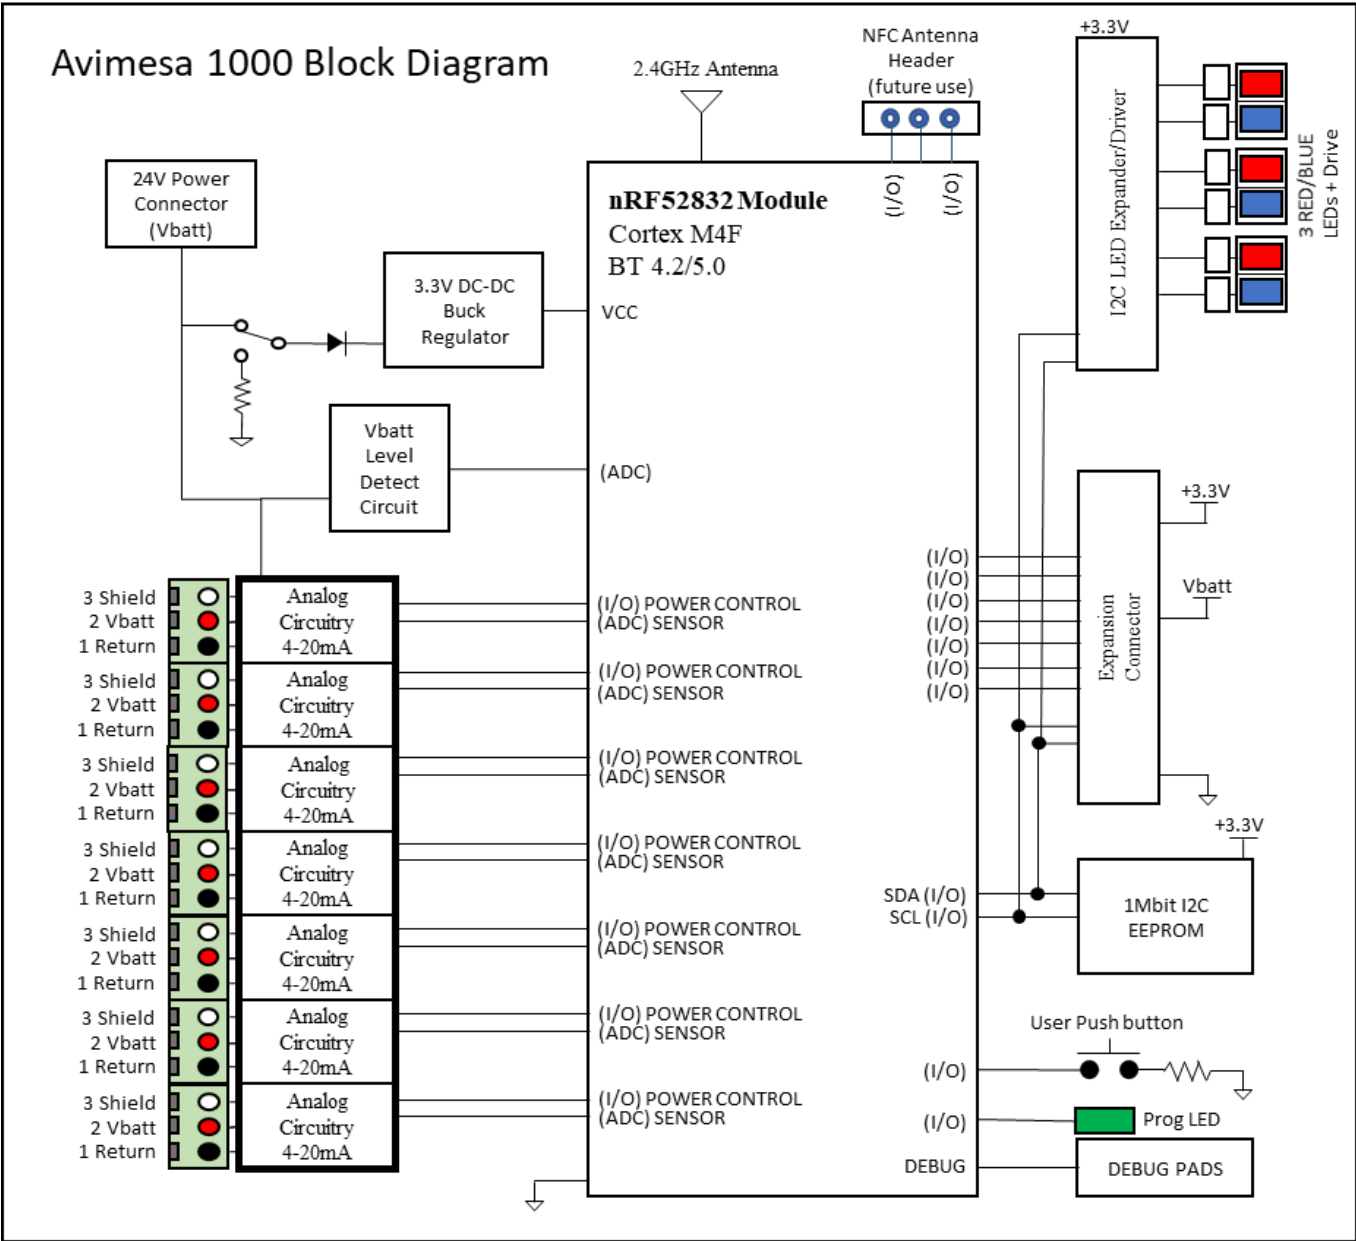 Avimesa 1000 Block Diagram
2.4GHz Antenna
NFC Antenna
Header
(future use)
+3.3V
24V Power
Connector
(Vbatt)
3.3V DC-DC
Buck
Regulator
Vbatt
Level
Detect
Circuit
nRF52832 Module
Cortex M4F
BT 4.2/5.0
(I/O)
(I/O)
VCC
(ADC)
I2C LED Expander/Driver
3 RED/BLUE
LEDs + Drive
3 Shield
2 Vbatt
1 Return
Analog
Circuitry
4-20mA
(I/O) POWER CONTROL
(ADC) SENSOR
3 Shield
2 Vbatt
1 Return
Analog
Circuitry
4-20mA
(I/O) POWER CONTROL
(ADC) SENSOR
3 Shield
2 Vbatt
1 Return
Analog
Circuitry
4-20mA
(I/O) POWER CONTROL
(ADC) SENSOR
3 Shield
2 Vbatt
1 Return
Analog
Circuitry
4-20mA
(I/O) POWER CONTROL
(ADC) SENSOR
3 Shield
2 Vbatt
1 Return
Analog
Circuitry
4-20mA
(I/O) POWER CONTROL
(ADC) SENSOR
3 Shield
2 Vbatt
1 Return
Analog
Circuitry
4-20mA
(I/O) POWER CONTROL
(ADC) SENSOR
3 Shield
2 Vbatt
1 Return
Analog
Circuitry
4-20mA
(I/O) POWER CONTROL
(ADC) SENSOR
(I/O)
(I/O)
(I/O)
(I/O)
(I/O)
(I/O)
(I/O)
Expansion
Connector
+3.3V
Vbatt
+3.3V
SDA (I/O)
SCL (I/O)
1Mbit I2C
EEPROM
User Push button
(I/O)
(I/O)
Prog LED
DEBUG
DEBUG PADS